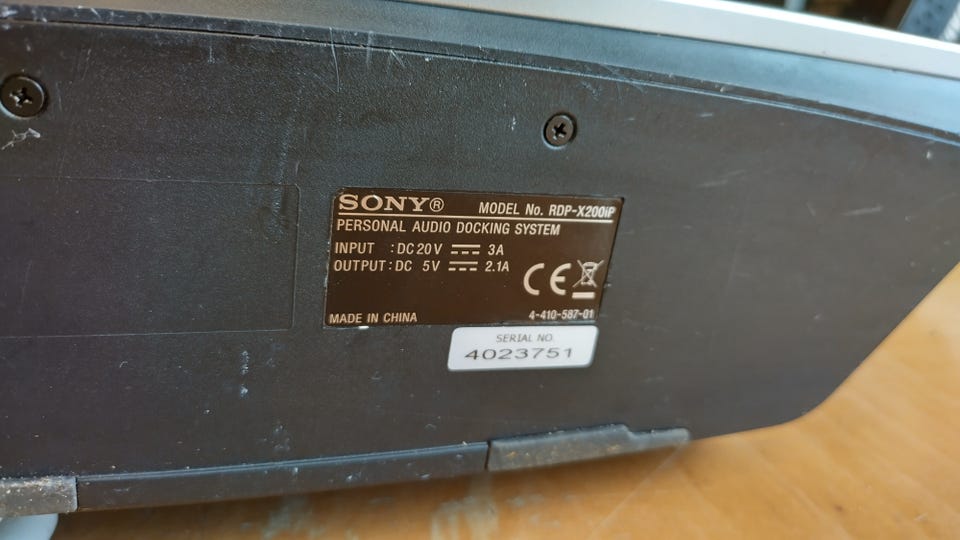 SONY® MODEL No. RDP-X200iP
PERSONAL AUDIO DOCKING SYSTEM
INPUT :DC 20V ⎓ 3A
OUTPUT:DC 5V ⎓ 2.1A
CE
MADE IN CHINA 4-410-587-01
SERIAL NO.
4023751